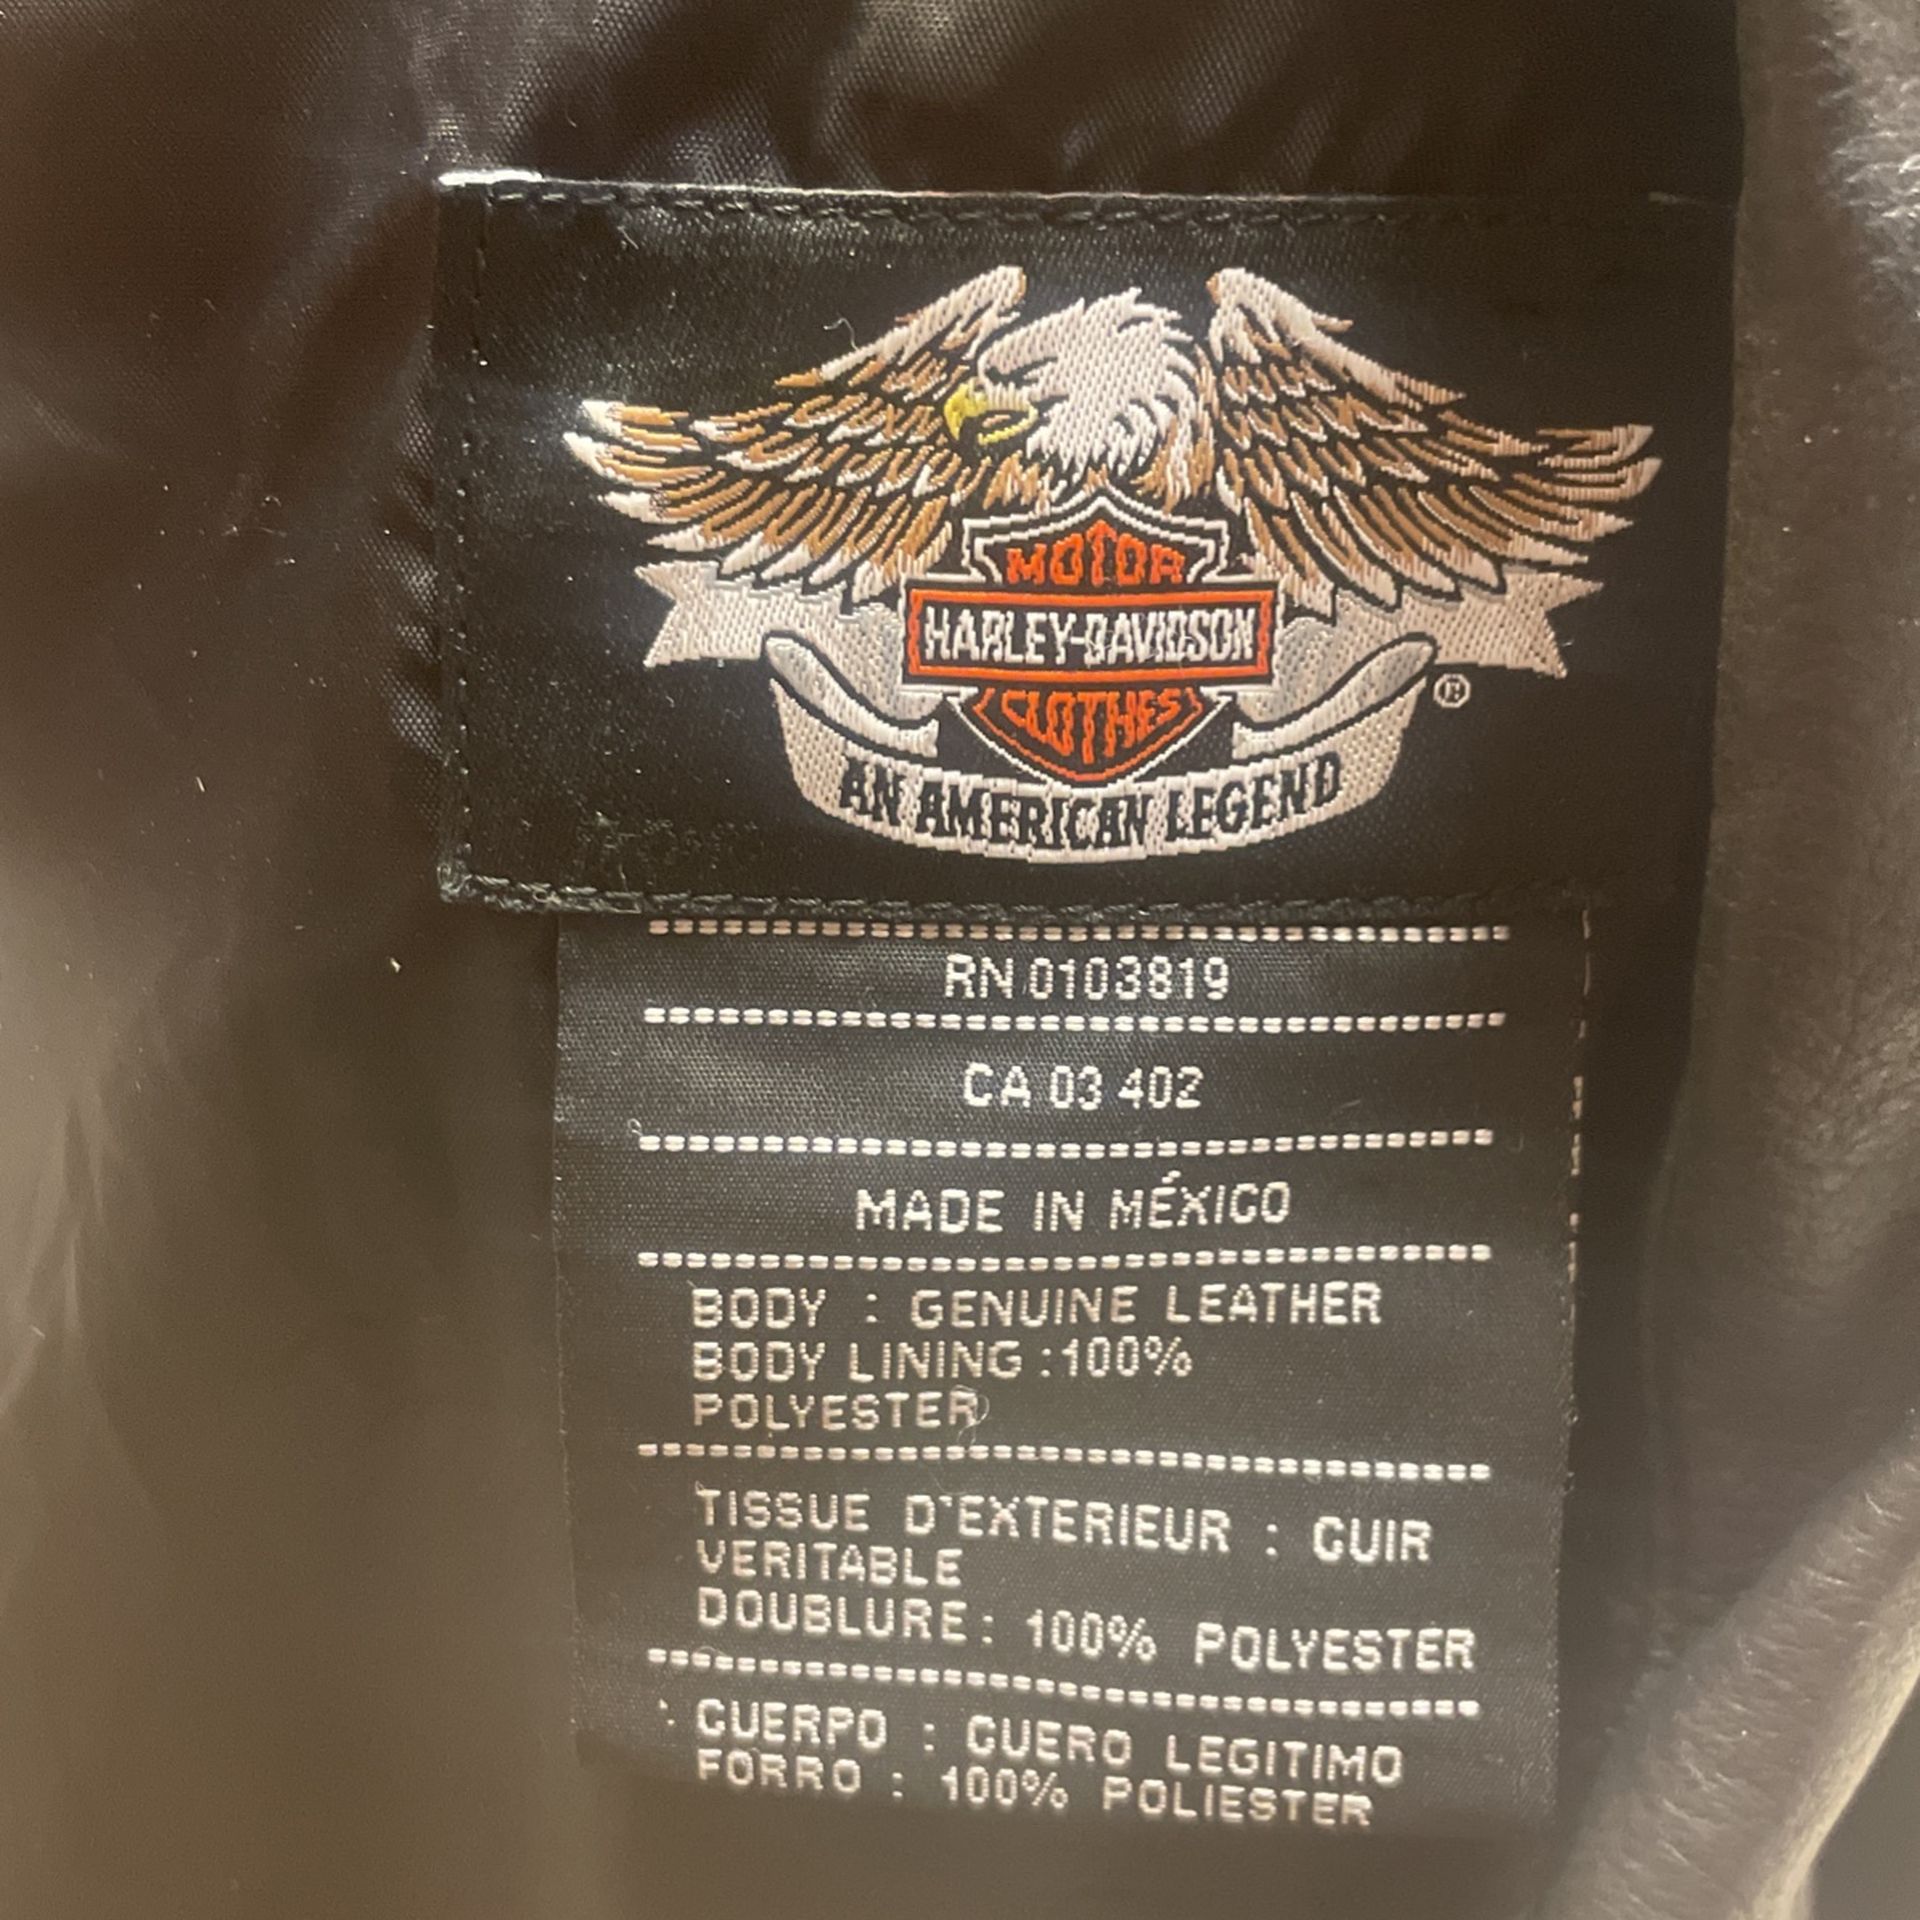 MOTOR
HARLEY-DAVIDSON
CLOTHES
®
AN AMERICAN LEGEND
RN 0103819
CA 03 402
MADE IN MÉXICO
BODY : GENUINE LEATHER
BODY LINING :100%
POLYESTER
TISSUE D'EXTERIEUR : CUIR
VERITABLE
DOUBLURE : 100% POLYESTER
CUERPO : CUERO LEGITIMO
FORRO : 100% POLIESTER